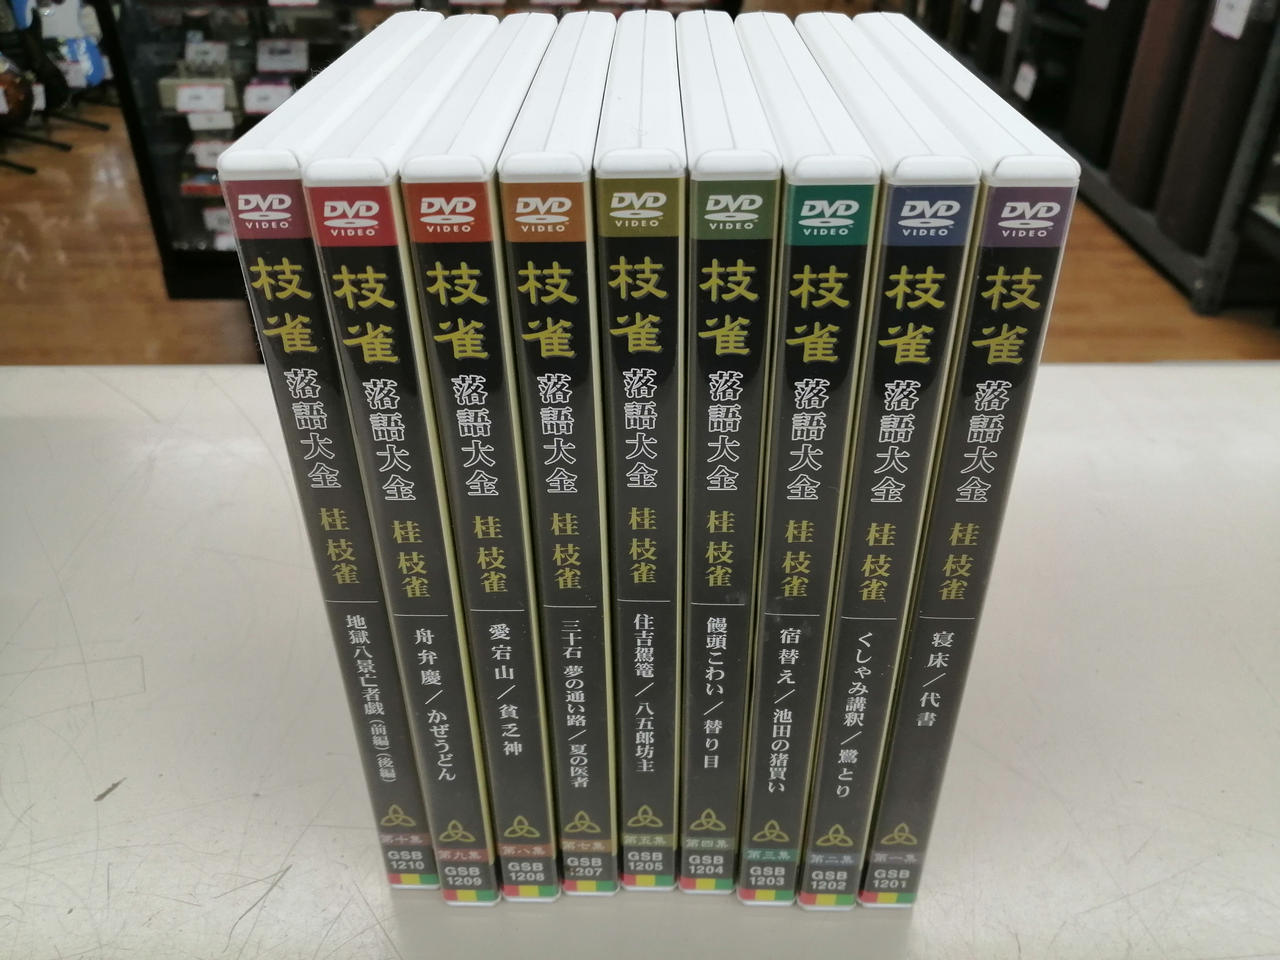 DVD
VIDEO
枝雀
落語大全
桂枝雀
地獄八景亡者戯(前編)(後編)
第十集
GSB
1210
DVD
VIDEO
枝雀
落語大全
桂枝雀
舟弁慶/かぜうどん
第九集
GSB
1209
DVD
VIDEO
枝雀
落語大全
桂枝雀
愛宕山/貧乏神
第八集
GSB
1208
DVD
VIDEO
枝雀
落語大全
桂枝雀
三十石 夢の通い路/夏の医者
第七集
GSB
1207
DVD
VIDEO
枝雀
落語大全
桂枝雀
住吉駕籠/八五郎坊主
第五集
GSB
1205
DVD
VIDEO
枝雀
落語大全
桂枝雀
饅頭こわい/替り目
第四集
GSB
1204
DVD
VIDEO
枝雀
落語大全
桂枝雀
宿替え/池田の猪買い
第三集
GSB
1203
DVD
VIDEO
枝雀
落語大全
桂枝雀
くしゃみ講釈/鷺とり
第二集
GSB
1202
DVD
VIDEO
枝雀
落語大全
桂枝雀
寝床/代書
第一集
GSB
1201